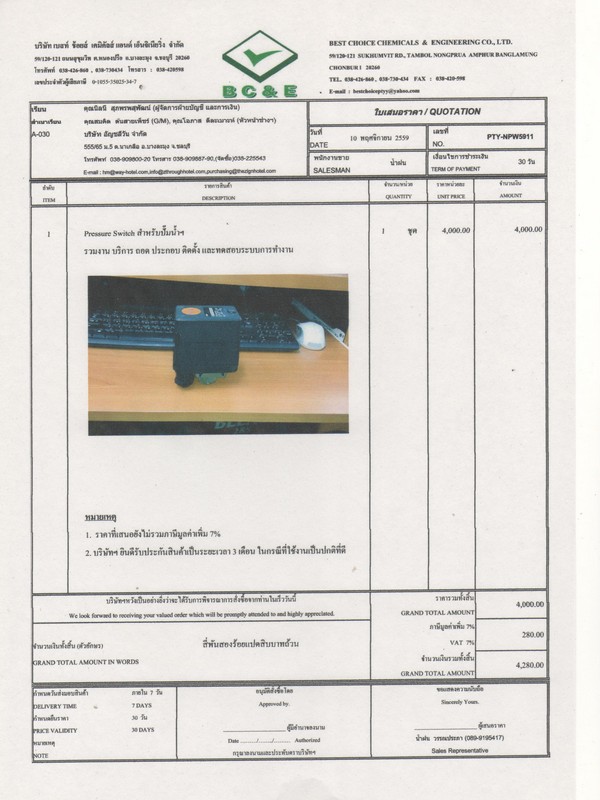 บริษัท เบสท์ ช้อยส์ เคมิคัลส์ แอนด์ เอ็นจิเนียริ่ง จำกัด
59/120-121 ถนนสุขุมวิท ต.หนองปรือ อ.บางละมุง จ.ชลบุรี 20260
โทรศัพท์ 038-426-860 , 038-730434 โทรสาร : 038-420598
เลขประจำตัวผู้เสียภาษี 0-1055-35025-34-7
BC&E
BEST CHOICE CHEMICALS & ENGINEERING CO., LTD.
59/120-121 SUKHUMVIT RD., TAMBOL NONGPRUA AMPHUR BANGLAMUNG
CHONBURI 20260
TEL. 038-426-860 , 038-730-434 FAX : 038-420-598
E-mail : bestchoicepty@yahoo.com
เรียน คุณนิสนี สุภทรพสุพัฒน์ (ผู้จัดการฝ่ายบัญชี และการเงิน)
สำเนาเรียน คุณสมคิด ตันสายเพ็ชร์ (G/M), คุณโอภาส ติละเมาะห์ (หัวหน้าช่างฯ)
A-030 บริษัท อัญชลีวัน จำกัด
555/65 ม.5 ต.นาเกลือ อ.บางละมุง จ.ชลบุรี
โทรศัพท์ 038-909800-20 โทรสาร 038-909887-90,(จัดซื้อ)038-225543
E-mail : hm@way-hotel.com,info@zthroughhotel.com,purchasing@thezignhotel.com
ใบเสนอราคา / QUOTATION
วันที่ 10 พฤศจิกายน 2559 เลขที่ PTY-NPW5911
DATE NO.
พนักงานขาย น้ำฝน เงื่อนไขการชำระเงิน 30 วัน
SALESMAN TERM OF PAYMENT
ลำดับ รายการสินค้า จำนวนหน่วย ราคาหน่วยละ จำนวนเงิน
ITEM DESCRIPTION QUANTITY UNIT PRICE AMOUNT
1 Pressure Switch สำหรับปั๊มน้ำฯ 1 ชุด 4,000.00 4,000.00
รวมงาน บริการ ถอด ประกอบ ติดตั้ง และทดสอบระบบการทำงาน
หมายเหตุ
1. ราคาที่เสนอยังไม่รวมภาษีมูลค่าเพิ่ม 7%
2. บริษัทฯ ยินดีรับประกันสินค้าเป็นระยะเวลา 3 เดือน ในกรณีที่ใช้งานเป็นปกติที่ดี
บริษัทฯหวังเป็นอย่างยิ่งว่าจะได้รับการพิจารณาการสั่งซื้อจากท่านในเร็ววันนี้
We look forward to receiving your valued order which will be promptly attended to and highly appreciated.
ราคารวมทั้งสิ้น 4,000.00
GRAND TOTAL AMOUNT
ภาษีมูลค่าเพิ่ม 7% 280.00
VAT 7%
จำนวนเงินรวมทั้งสิ้น 4,280.00
GRAND TOTAL AMOUNT
จำนวนเงินทั้งสิ้น (ตัวอักษร) สี่พันสองร้อยแปดสิบบาทถ้วน
GRAND TOTAL AMOUNT IN WORDS
กำหนดวันส่งมอบสินค้า ภายใน 7 วัน
DELIVERY TIME 7 DAYS
กำหนดยืนราคา 30 วัน
PRICE VALIDITY 30 DAYS
หมายเหตุ
NOTE
อนุมัติสั่งซื้อโดย
Approved by.
ผู้มีอำนาจลงนาม
Date ......./......./....... Authorized
กรุณาลงนามและประทับตราบริษัทฯ
ขอแสดงความนับถือ
Sincerely Yours.
ผู้เสนอราคา
น้ำฝน วรรณประภา (089-9195417)
Sales Representative